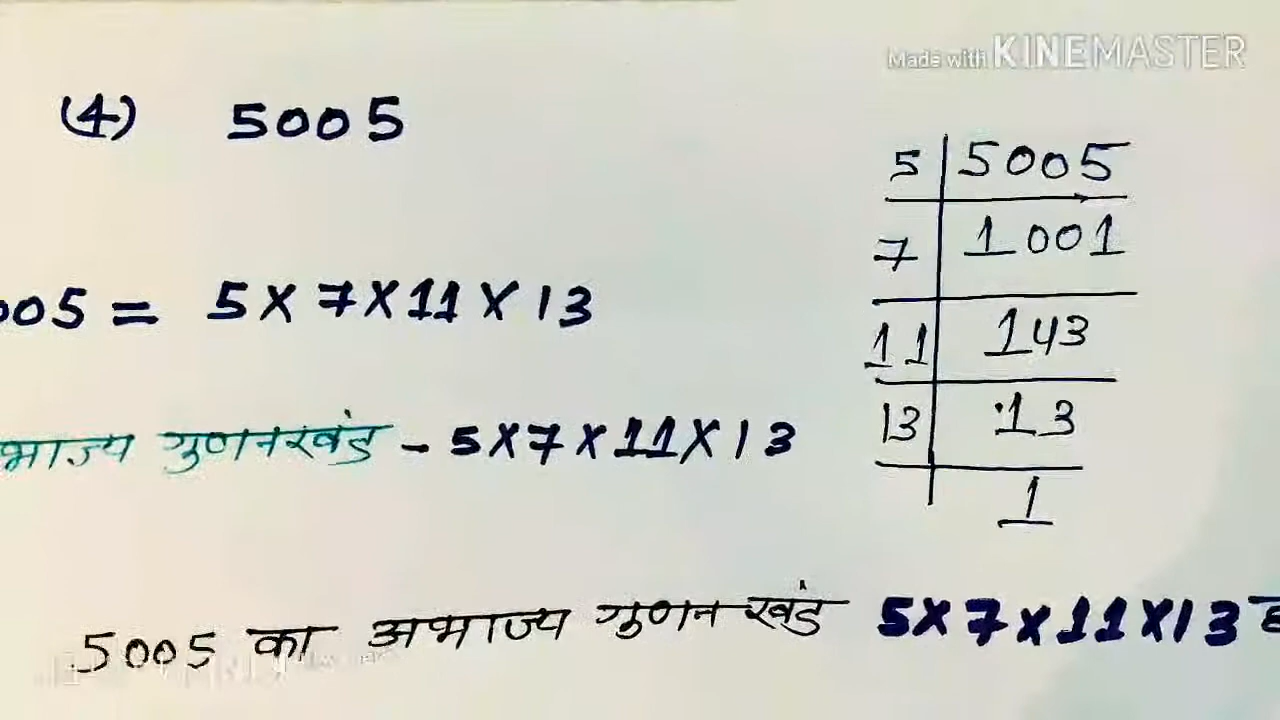 Made with KINEMASTER
(4) 5005
5 | 5005
7 | 1001
11 | 143
13 | 13
1
005 = 5 X 7 X 11 X 13
भाज्य गुणनखंड - 5 X 7 X 11 X 13
5005 का अभाज्य गुणनखंड 5 X 7 X 11 X 13